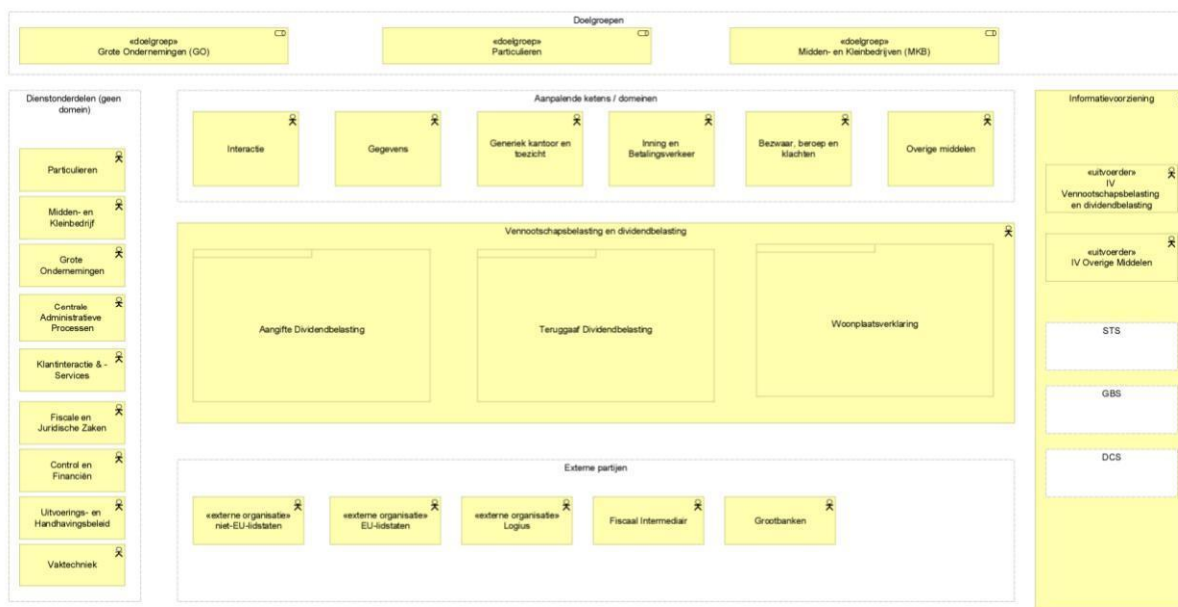 Doelgroepen
«doelgroep»
Grote Ondernemingen (GO)
«doelgroep»
Particulieren
«doelgroep»
Midden- en Kleinbedrijven (MKB)
Dienstonderdelen (geen
domein)
Particulieren
Midden- en
Kleinbedrijf
Grote
Ondernemingen
Centrale
Administratieve
Processen
Klantinteractie & -
Services
Fiscale en
Juridische Zaken
Control en
Financiën
Uitvoerings- en
Handhavingsbeleid
Vaktechniek
Aanpalende ketens / domeinen
Interactie
Gegevens
Generiek kantoor en
toezicht
Inning en
Betalingsverkeer
Bezwaar, beroep en
klachten
Overige middelen
Vennootschapsbelasting en dividendbelasting
Aangifte Dividendbelasting
Teruggaaf Dividendbelasting
Woonplaatsverklaring
Externe partijen
«externe organisatie»
niet-EU-lidstaten
«externe organisatie»
EU-lidstaten
«externe organisatie»
Logius
Fiscaal Intermediair
Grootbanken
Informatievoorziening
«uitvoerder»
IV
Vennootschapsbelasting
en dividendbelasting
«uitvoerder»
IV Overige Middelen
STS
GBS
DCS